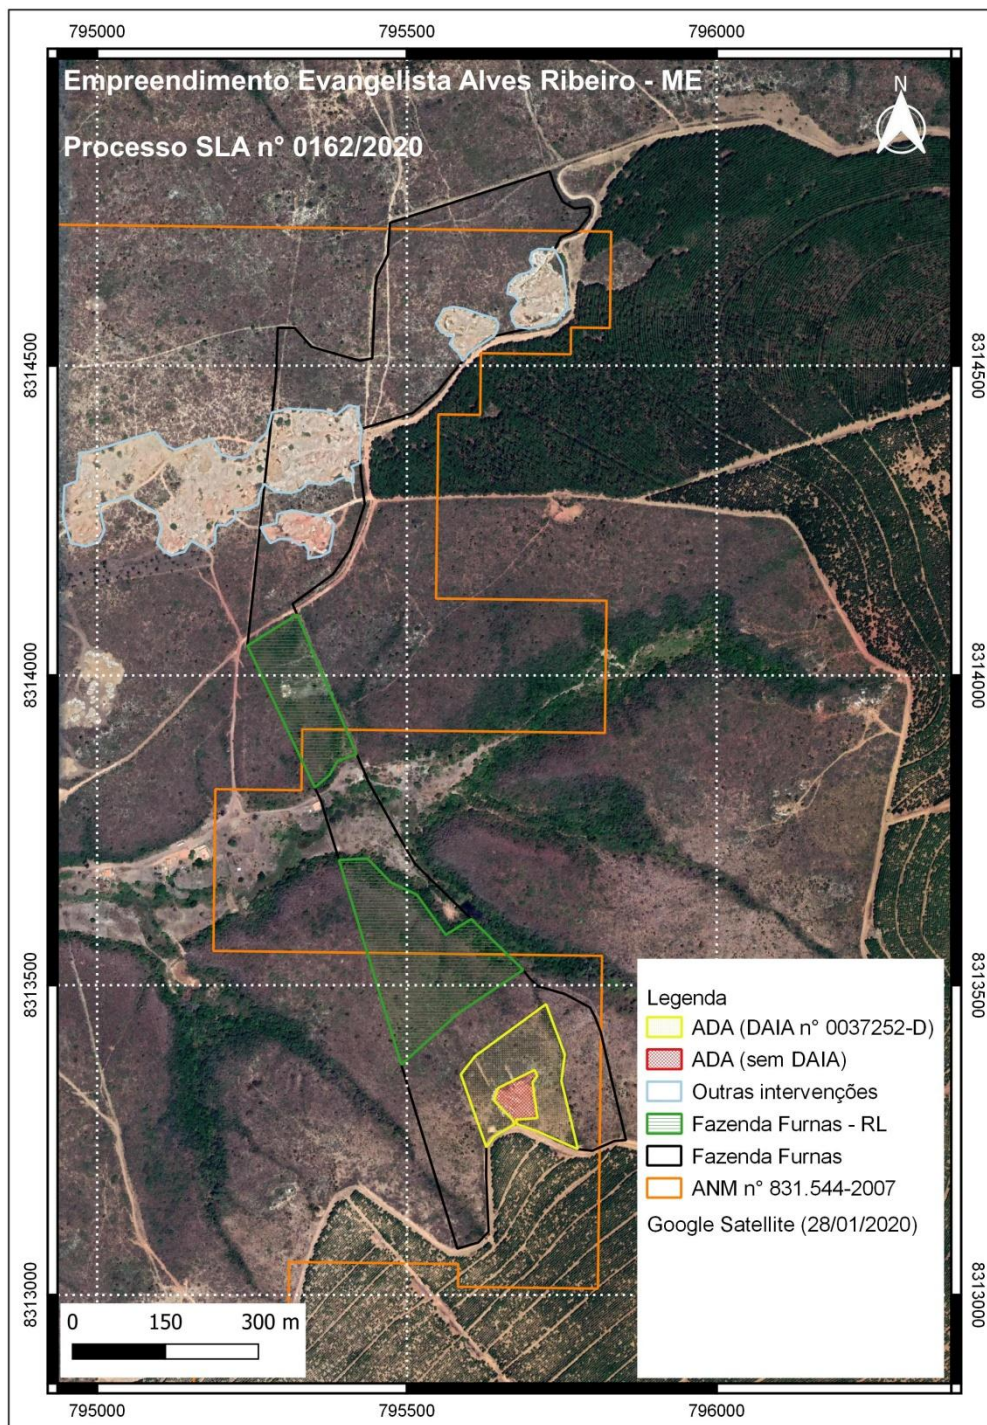 795000 795500 796000
Empreendimento Evangelista Alves Ribeiro - ME
Processo SLA n° 0162/2020
N
8314500 8314500
8314000 8314000
8313500 8313500
8313000 8313000
Legenda
ADA (DAIA n° 0037252-D)
ADA (sem DAIA)
Outras intervenções
Fazenda Furnas - RL
Fazenda Furnas
ANM n° 831.544-2007
Google Satellite (28/01/2020)
0 150 300 m
795000 795500 796000